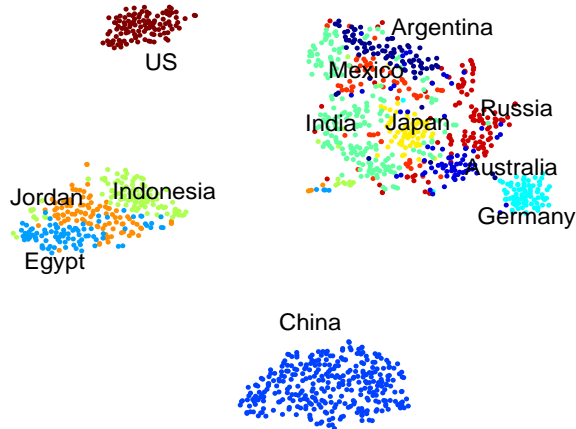 Argentina
US
Mexico
Russia
India
Japan
Australia
Jordan
Indonesia
Germany
Egypt
China